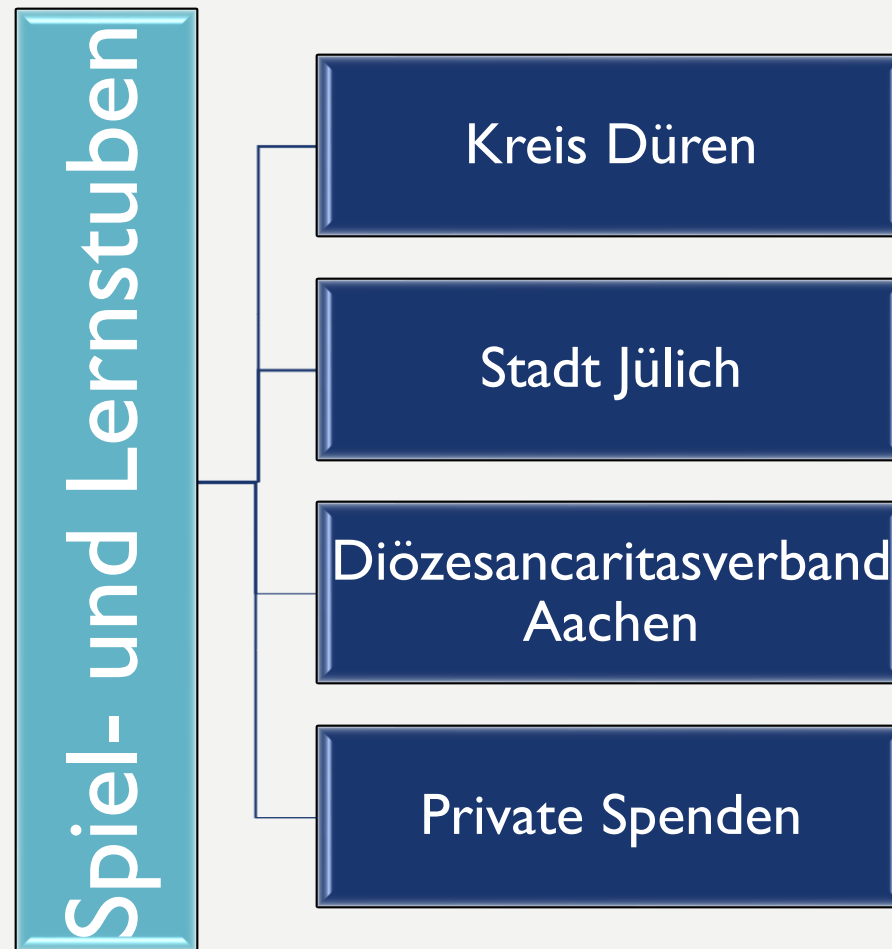 Spiel- und Lernstuben
Kreis Düren
Stadt Jülich
Diözesancaritasverband
Aachen
Private Spenden